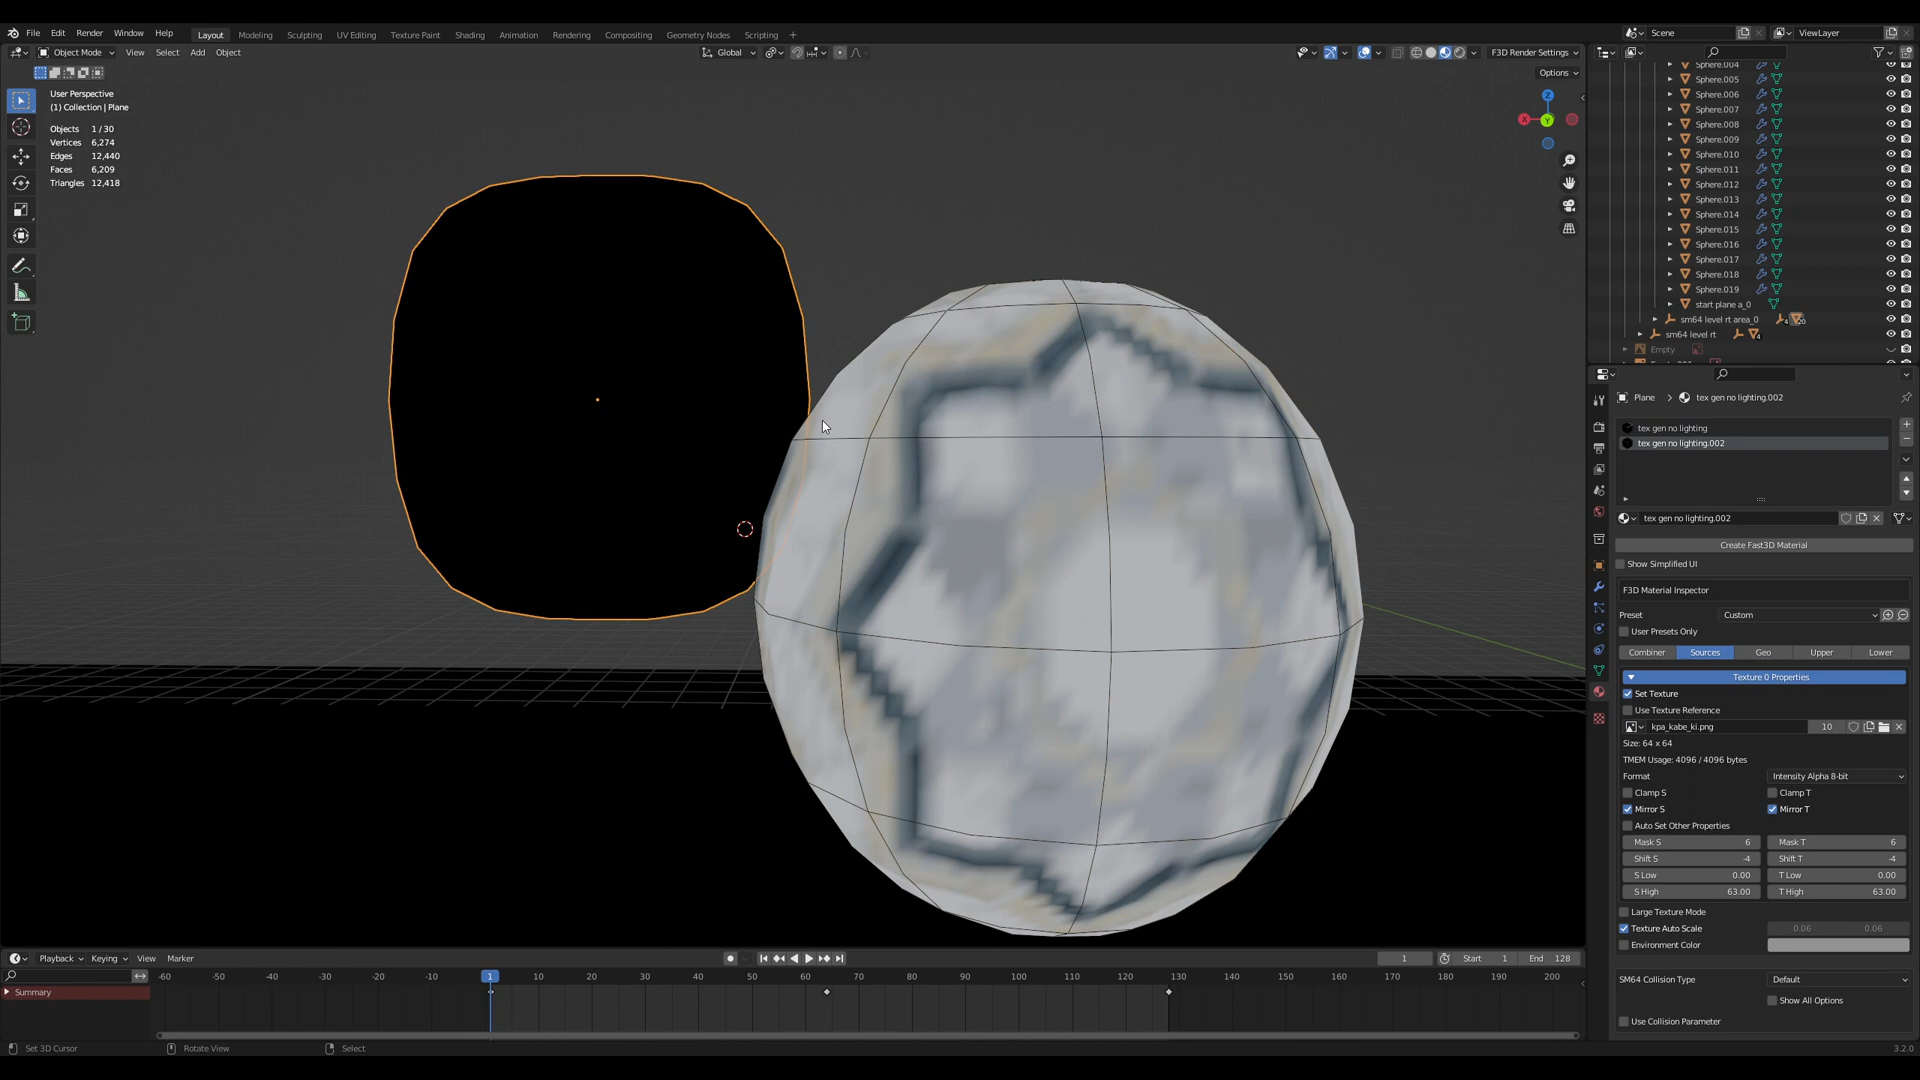 File Edit Render Window Help Layout Modeling Sculpting UV Editing Texture Paint Shading Animation Rendering Compositing Geometry Nodes Scripting + Scene ViewLayer
Object Mode View Select Add Object Global F3D Render Settings
Options
User Perspective
(1) Collection | Plane
Objects 1/30
Vertices 6,274
Edges 12,440
Faces 6,209
Triangles 12,418
Z
X
Y
Sphere.004
Sphere.005
Sphere.006
Sphere.007
Sphere.008
Sphere.009
Sphere.010
Sphere.011
Sphere.012
Sphere.013
Sphere.014
Sphere.015
Sphere.016
Sphere.017
Sphere.018
Sphere.019
start plane a_0
sm64 level rt area_0 4 20
sm64 level rt 4
Empty
Plane > tex gen no lighting.002
tex gen no lighting
tex gen no lighting.002
tex gen no lighting.002
Create Fast3D Material
Show Simplified UI
F3D Material Inspector
Preset Custom
User Presets Only
Combiner Sources Geo Upper Lower
Texture 0 Properties
Set Texture
Use Texture Reference
kpa_kabe_ki.png 10
Size: 64 x 64
TMEM Usage: 4096 / 4096 bytes
Format Intensity Alpha 8-bit
Clamp S Clamp T
Mirror S Mirror T
Auto Set Other Properties
Mask S 6 Mask T 6
Shift S -4 Shift T -4
S Low 0.00 T Low 0.00
S High 63.00 T High 63.00
Large Texture Mode
Texture Auto Scale 0.06 0.06
Environment Color
SM64 Collision Type Default
Show All Options
Use Collision Parameter
Playback Keying View Marker 1 Start 1 End 128
-60 -30 -20 -10 1 10 20 30 40 50 60 70 80 90 100 110 120 130 140 150 160 170 180 190 200
Summary
Set 3D Cursor Rotate View Select 3.2.0